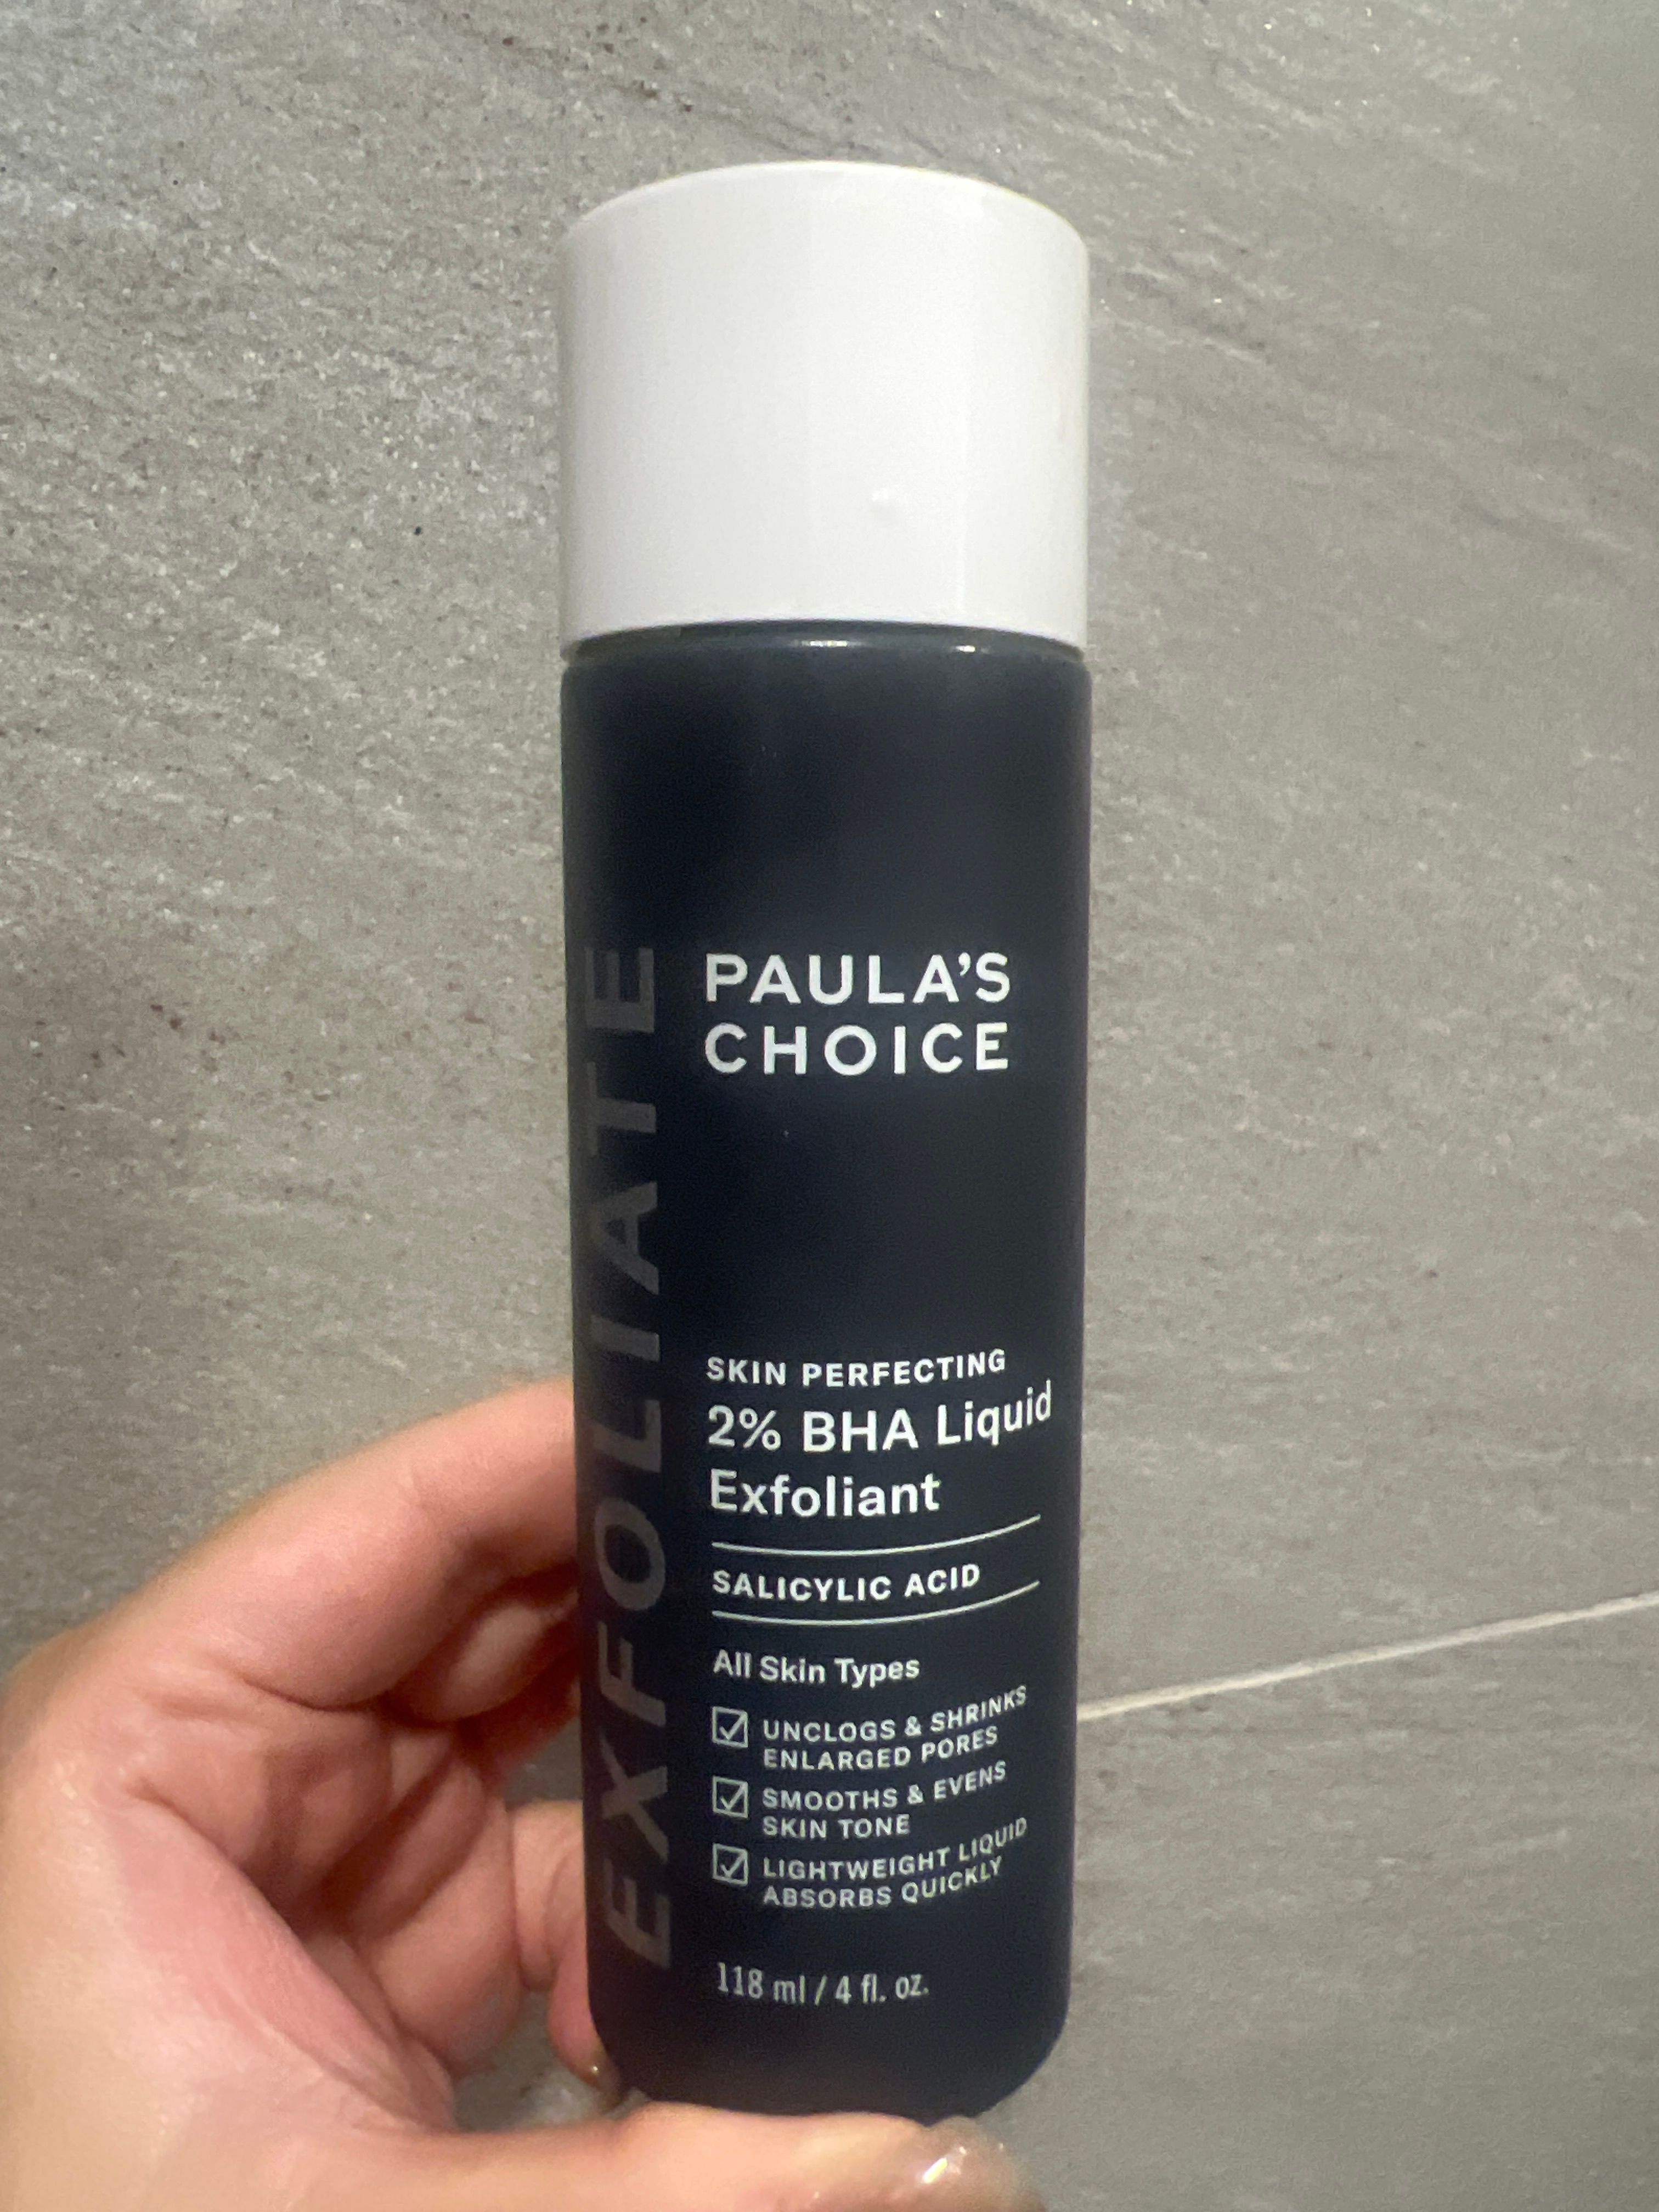 EXFOLIATE
PAULA'S
CHOICE
SKIN PERFECTING
2% BHA Liquid
Exfoliant
SALICYLIC ACID
All Skin Types
UNCLOGS & SHRINKS
ENLARGED PORES
SMOOTHS & EVENS
SKIN TONE
LIGHTWEIGHT LIQUID
ABSORBS QUICKLY
118 ml / 4 fl. oz.